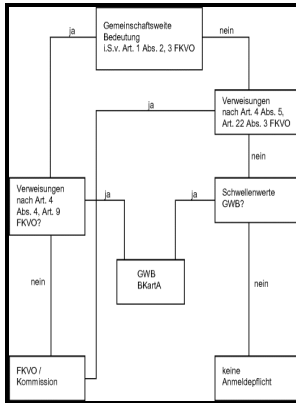 Gemeinschaftsweite
Bedeutung
i.S.v. Art. 1 Abs. 2, 3 FKVO
ja
nein
ja
Verweisungen
nach Art. 4 Abs. 5,
Art. 22 Abs. 3 FKVO
nein
Verweisungen
nach Art. 4
Abs. 4, Art. 9
FKVO?
ja
ja
Schwellenwerte
GWB?
GWB
BKartA
nein
nein
FKVO /
Kommission
keine
Anmeldepflicht